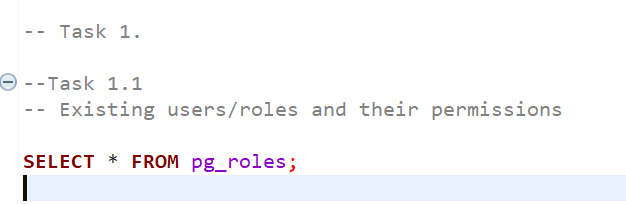 -- Task 1.
--Task 1.1
-- Existing users/roles and their permissions
SELECT * FROM pg_roles;